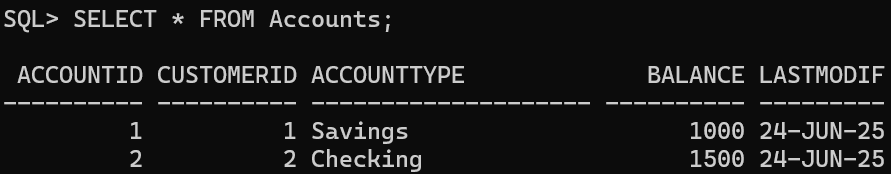 SQL> SELECT * FROM Accounts;
 ACCOUNTID CUSTOMERID ACCOUNTTYPE             BALANCE LASTMODIF
---------- ---------- -------------------- ---------- ---------
         1          1 Savings                    1000 24-JUN-25
         2          2 Checking                   1500 24-JUN-25